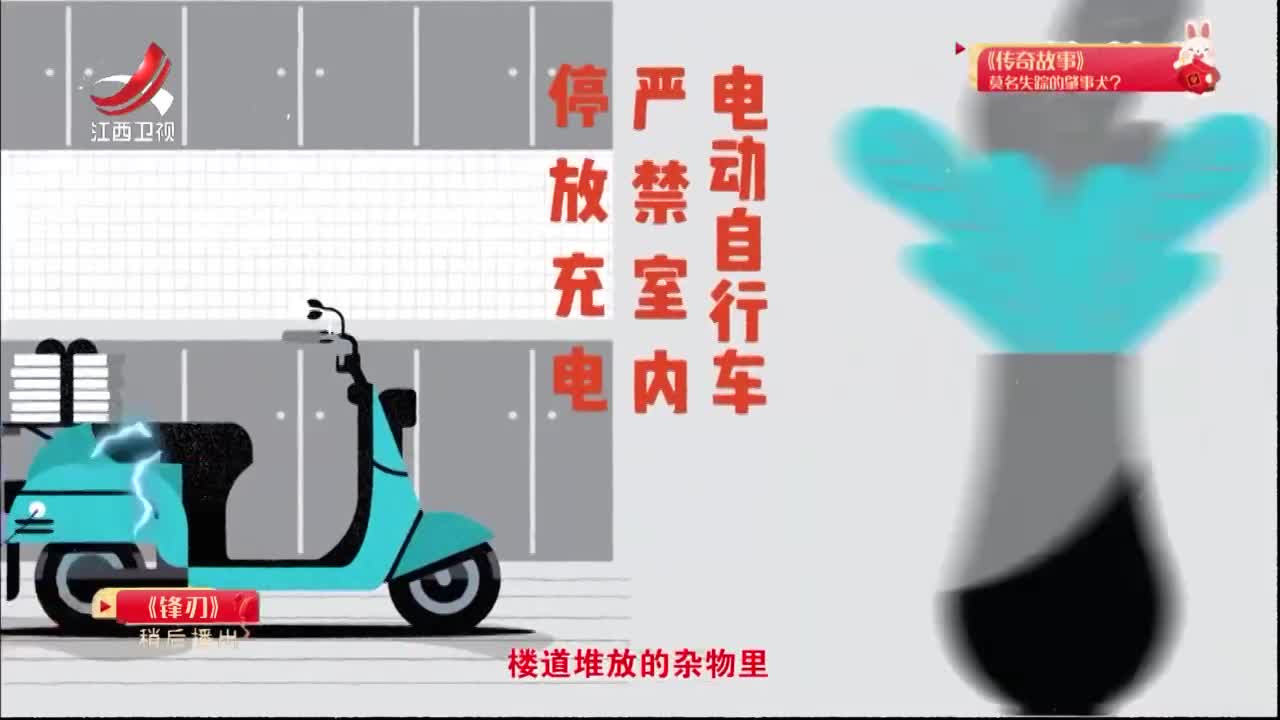 江西卫视
《传奇故事》
莫名失踪的肇事犬?
电动自行车
严禁室内
停放充电
《锋刃》
稍后播出
楼道堆放的杂物里